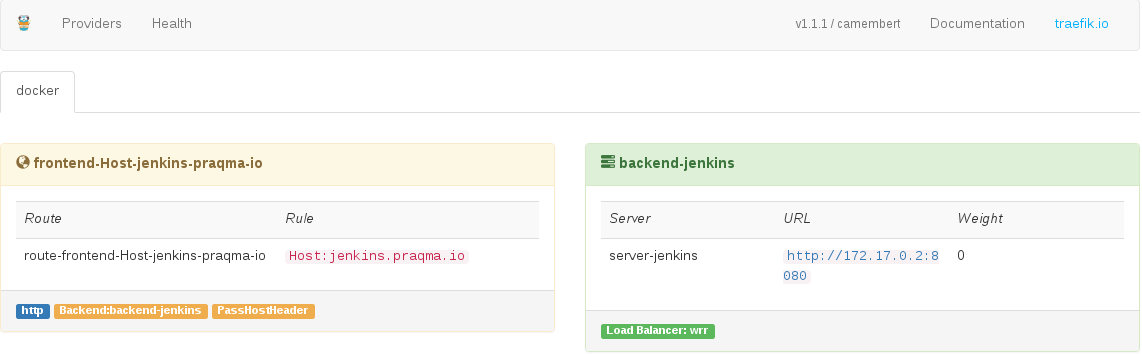 Providers Health v1.1.1 / camembert Documentation traefik.io
docker
frontend-Host-jenkins-praqma-io
Route Rule
route-frontend-Host-jenkins-praqma-io Host:jenkins.praqma.io
http Backend:backend-jenkins PassHostHeader
backend-jenkins
Server URL Weight
server-jenkins http://172.17.0.2:8 0
080
Load Balancer: wrr